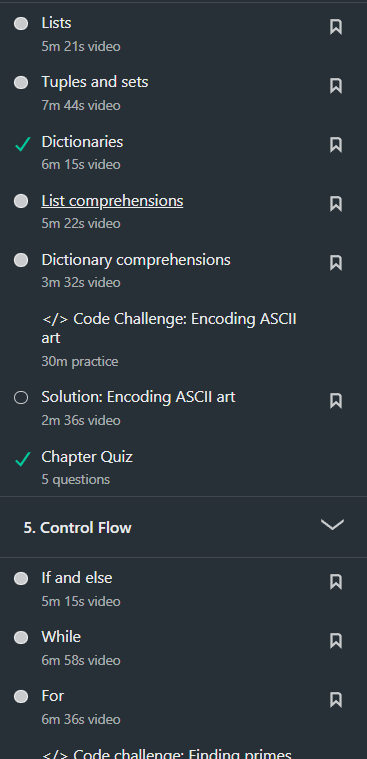 Lists
5m 21s video
Tuples and sets
7m 44s video
Dictionaries
6m 15s video
List comprehensions
5m 22s video
Dictionary comprehensions
3m 32s video
</> Code Challenge: Encoding ASCII
art
30m practice
Solution: Encoding ASCII art
2m 36s video
Chapter Quiz
5 questions
5. Control Flow
If and else
5m 15s video
While
6m 58s video
For
6m 36s video
</> Code challenge: Finding primes